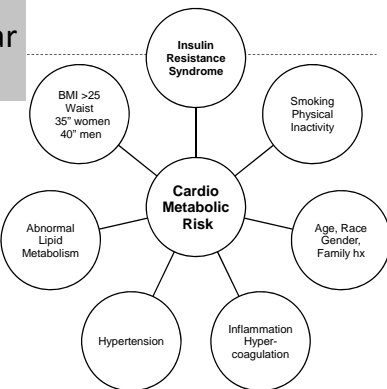 Insulin
Resistance
Syndrome
BMI >25
Waist
35” women
40” men
Smoking
Physical
Inactivity
Cardio
Metabolic
Risk
Abnormal
Lipid
Metabolism
Age, Race
Gender,
Family hx
Hypertension
Inflammation
Hyper-
coagulation